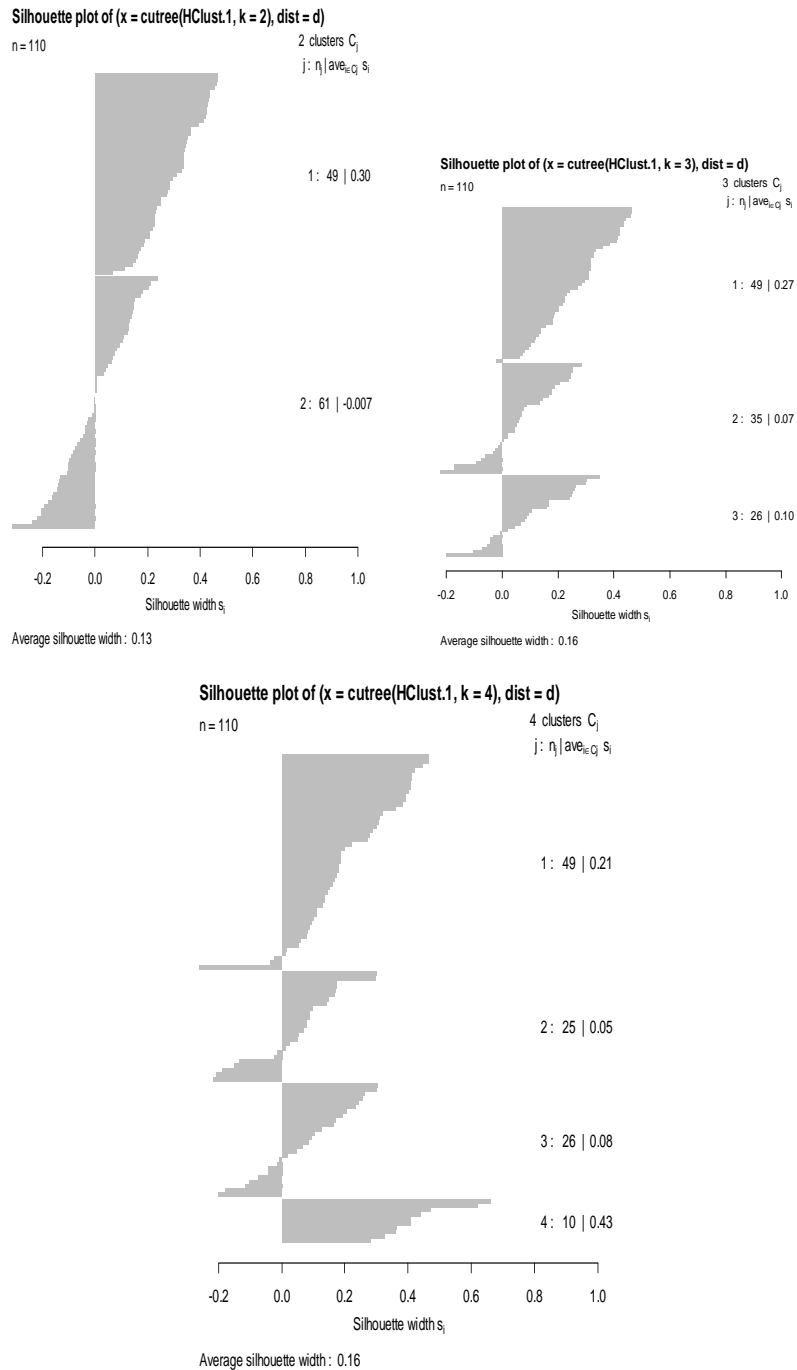 Silhouette plot of (x = cutree(HClust.1, k = 2), dist = d)
n = 110
2 clusters Cj
j : nj | avei∈Cj si
1 : 49 | 0.30
2 : 61 | -0.007
-0.2 0.0 0.2 0.4 0.6 0.8 1.0
Silhouette width si
Average silhouette width : 0.13
Silhouette plot of (x = cutree(HClust.1, k = 3), dist = d)
n = 110
3 clusters Cj
j : nj | avei∈Cj si
1 : 49 | 0.27
2 : 35 | 0.07
3 : 26 | 0.10
-0.2 0.0 0.2 0.4 0.6 0.8 1.0
Silhouette width si
Average silhouette width : 0.16
Silhouette plot of (x = cutree(HClust.1, k = 4), dist = d)
n = 110
4 clusters Cj
j : nj | avei∈Cj si
1 : 49 | 0.21
2 : 25 | 0.05
3 : 26 | 0.08
4 : 10 | 0.43
-0.2 0.0 0.2 0.4 0.6 0.8 1.0
Silhouette width si
Average silhouette width : 0.16